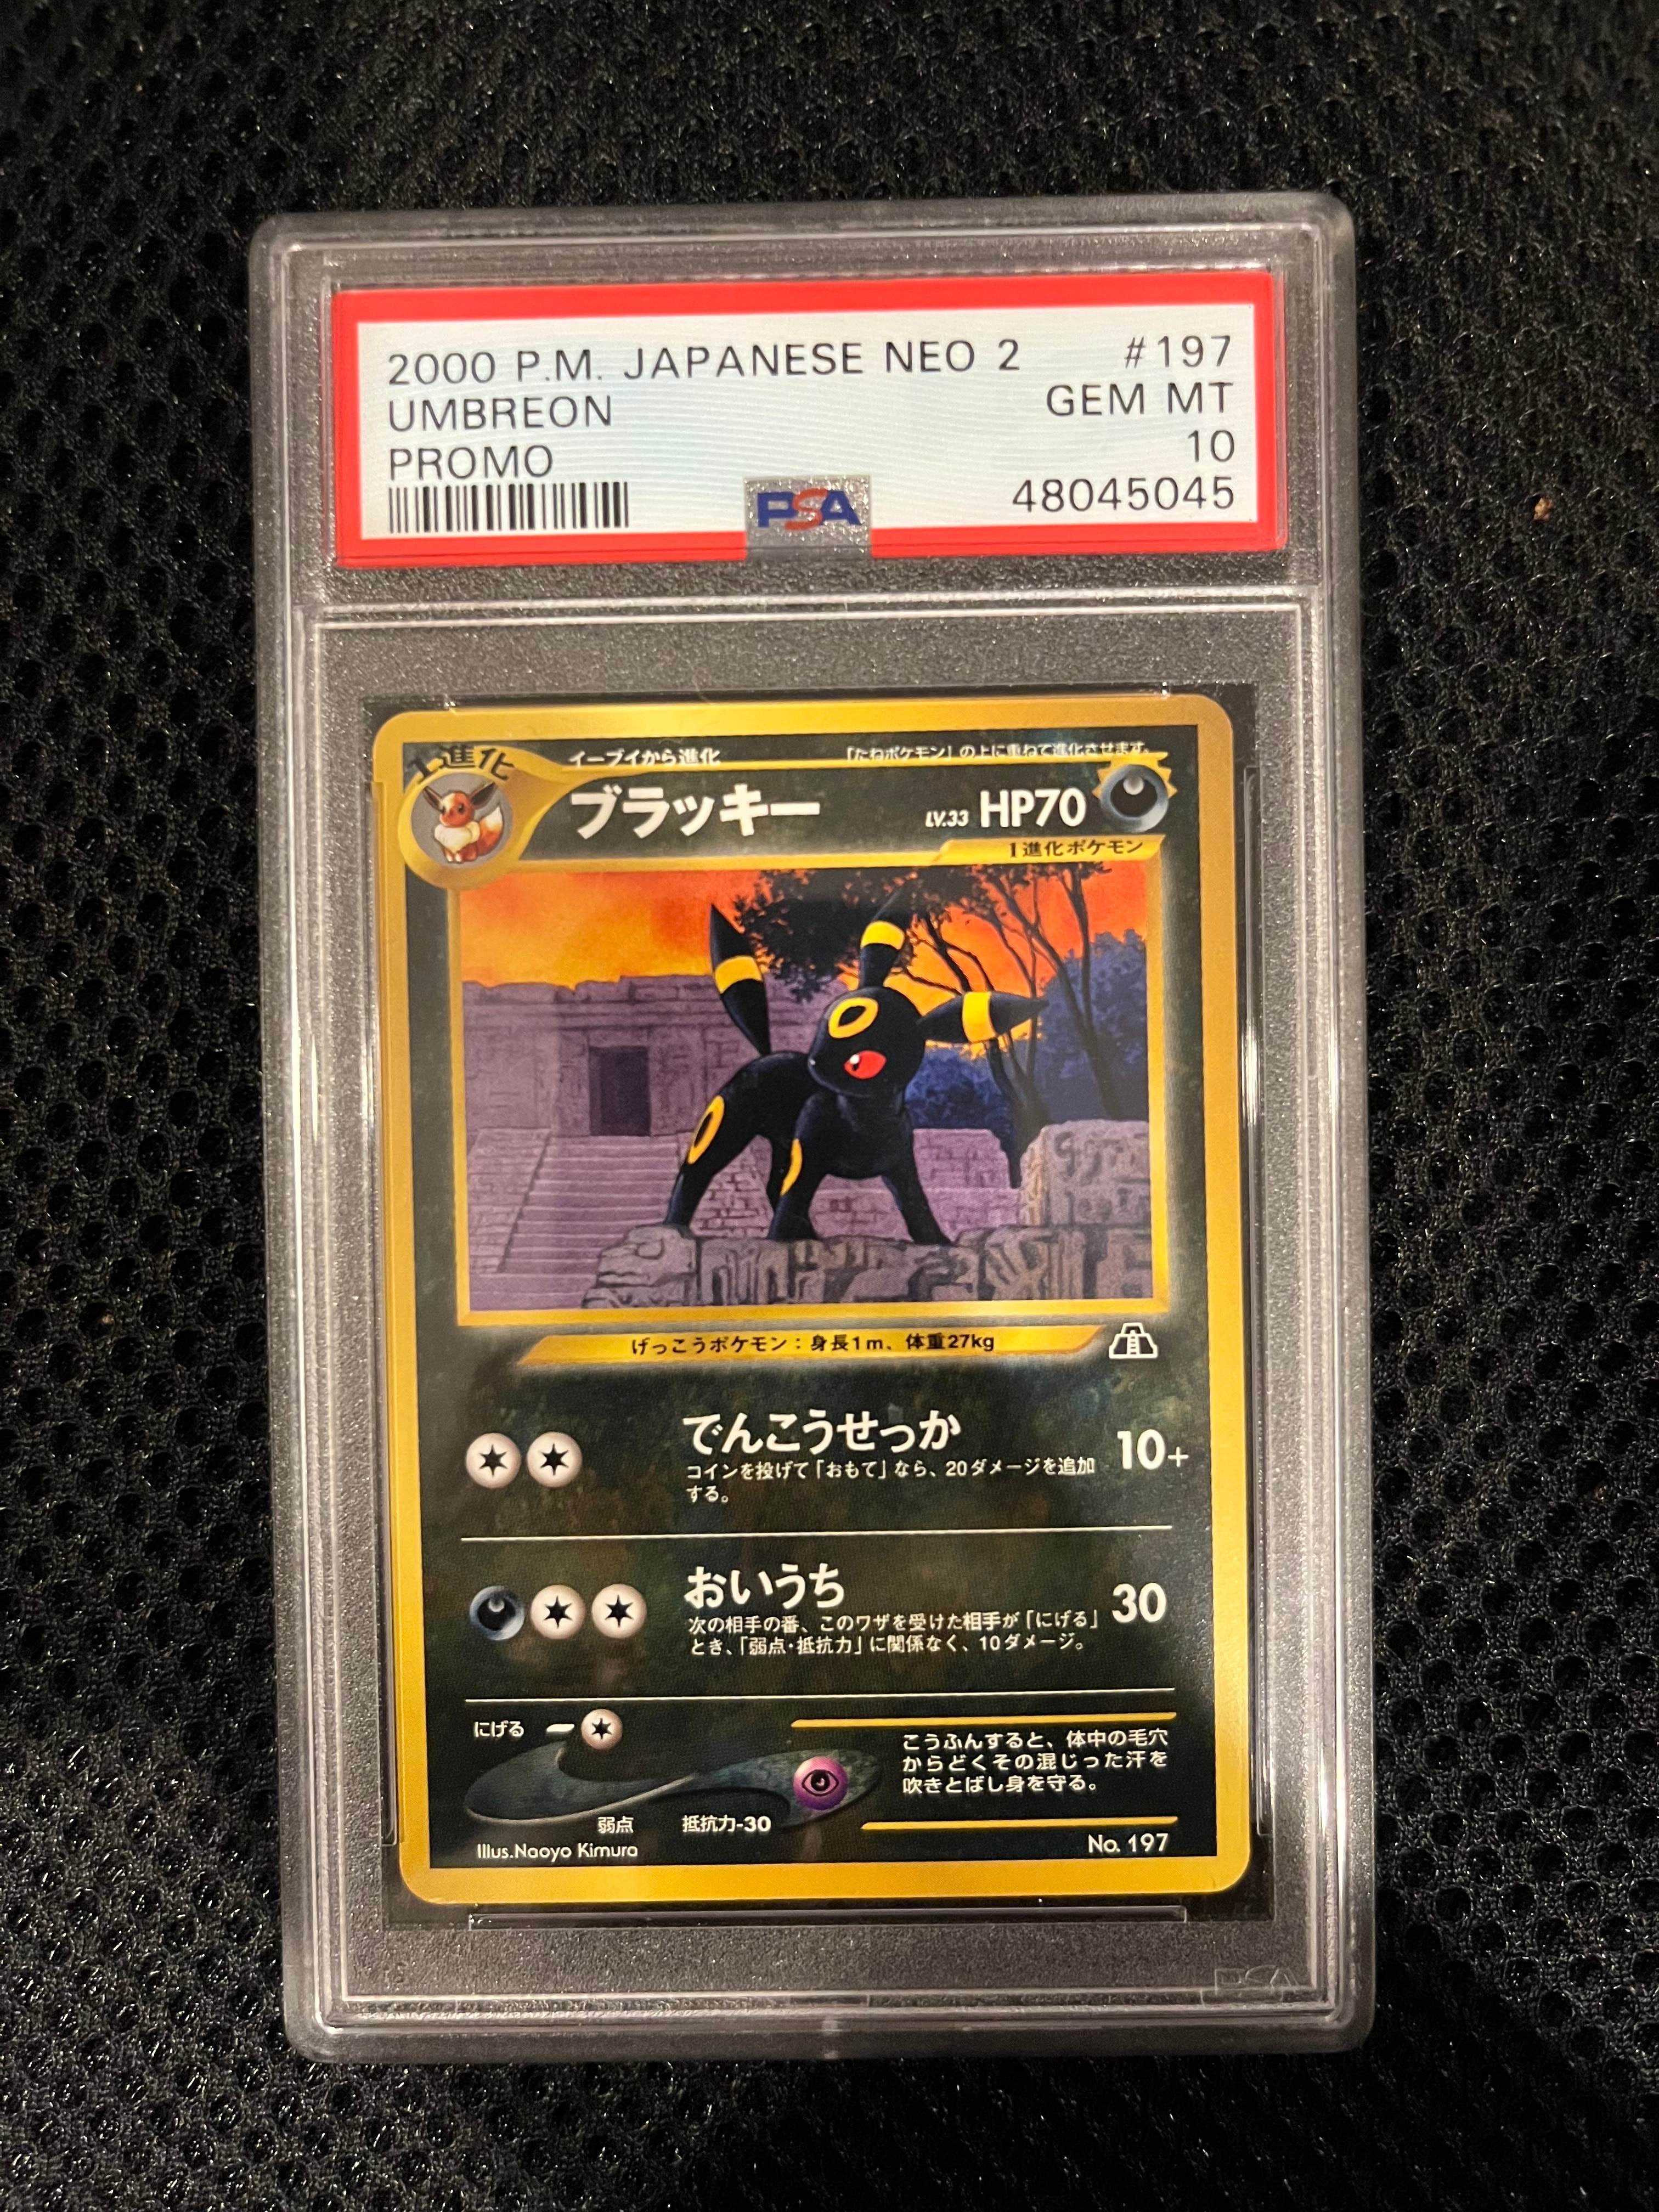 2000 P.M. JAPANESE NEO 2 #197
UMBREON GEM MT
PROMO 10
48045045
PSA
1進化
イーブイから進化 「たねポケモン」の上に重ねて進化させます。
ブラッキー LV.33 HP70
1進化ポケモン
げっこうポケモン:身長1m、体重27kg
でんこうせっか 10+
コインを投げて「おもて」なら、20ダメージを追加
する。
おいうち 30
次の相手の番、このワザを受けた相手が「にげる」
とき、「弱点・抵抗力」に関係なく、10ダメージ。
にげる
こうふんすると、体中の毛穴
からどくその混じった汗を
吹きとばし身を守る。
弱点 抵抗力-30
Illus.Naoyo Kimura No. 197
PSA